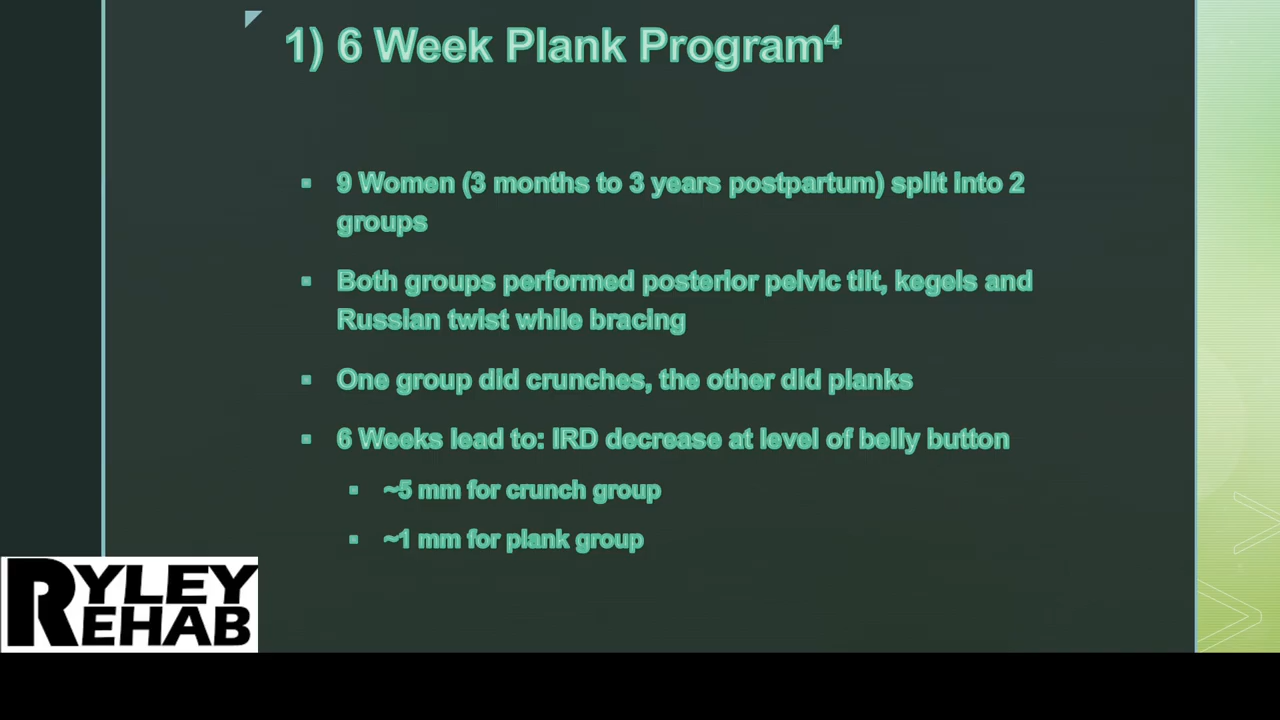 1) 6 Week Plank Program4
9 Women (3 months to 3 years postpartum) split into 2
groups
Both groups performed posterior pelvic tilt, kegels and
Russian twist while bracing
One group did crunches, the other did planks
6 Weeks lead to: IRD decrease at level of belly button
~5 mm for crunch group
~1 mm for plank group
RYLEY
REHAB